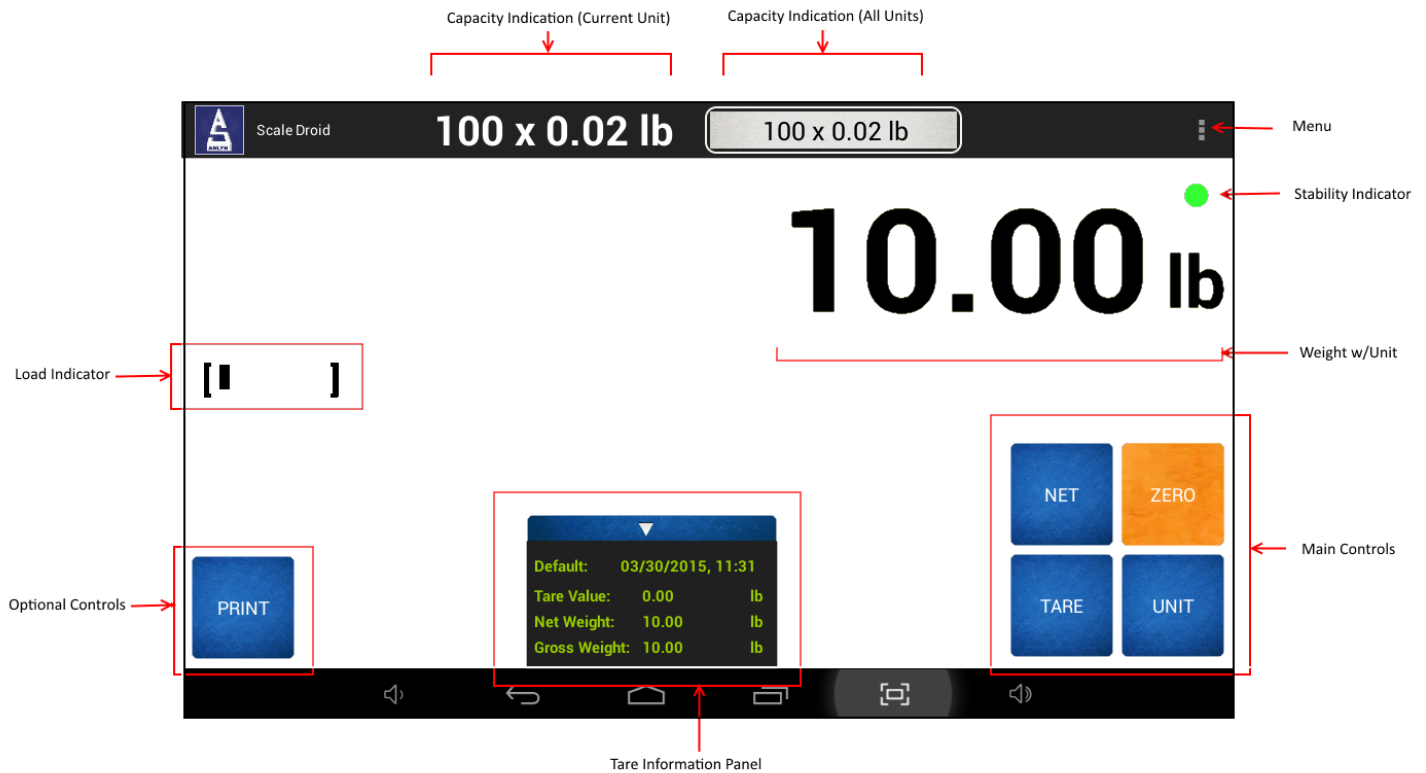 Capacity Indication (Current Unit)
Capacity Indication (All Units)
ARLYN
Scale Droid
100 x 0.02 lb
100 x 0.02 lb
Menu
Stability Indicator
10.00 lb
Weight w/Unit
Load Indicator
[ ]
NET
ZERO
Main Controls
Default: 03/30/2015, 11:31
Tare Value: 0.00 lb
Net Weight: 10.00 lb
Gross Weight: 10.00 lb
Optional Controls
PRINT
TARE
UNIT
Tare Information Panel